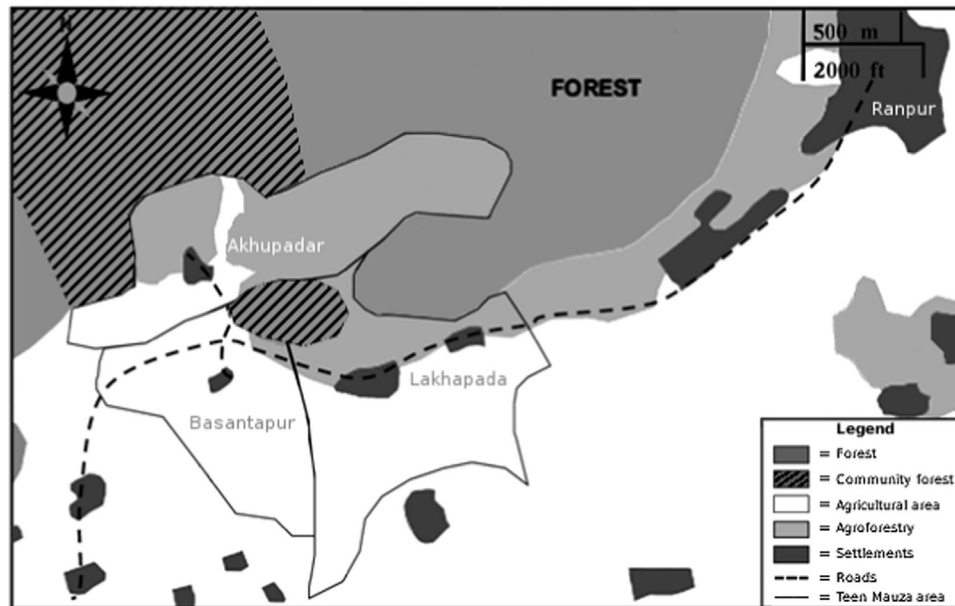 N
500 m
FOREST
2000 ft
Ranpur
Akhupadar
Lakhapada
Basantapur
Legend
= Forest
= Community forest
= Agricultural area
= Agroforestry
= Settlements
= Roads
= Teen Mauza area